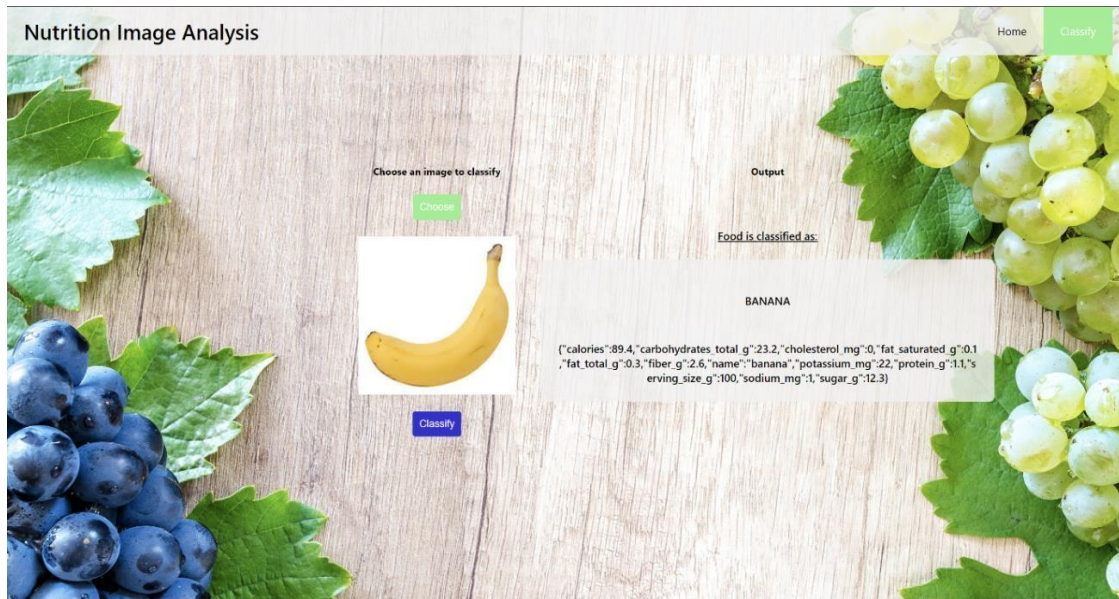 Nutrition Image Analysis
Home
Classify
Choose an image to classify
Choose
Classify
Output
Food is classified as:
BANANA
{"calories":89.4,"carbohydrates_total_g":23.2,"cholesterol_mg":0,"fat_saturated_g":0.1
,"fat_total_g":0.3,"fiber_g":2.6,"name":"banana","potassium_mg":22,"protein_g":1.1,"s
erving_size_g":100,"sodium_mg":1,"sugar_g":12.3}